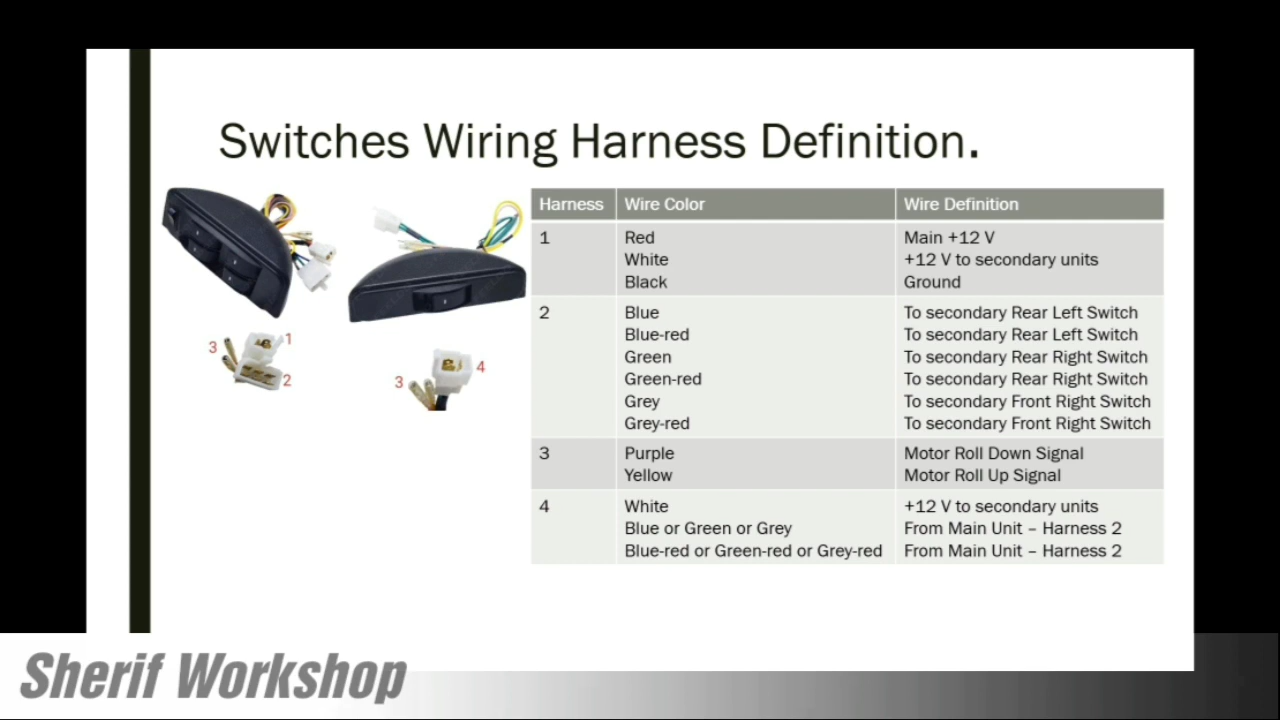 Switches Wiring Harness Definition.
Harness Wire Color Wire Definition
1 Red Main +12 V
White +12 V to secondary units
Black Ground
2 Blue To secondary Rear Left Switch
Blue-red To secondary Rear Left Switch
Green To secondary Rear Right Switch
Green-red To secondary Rear Right Switch
Grey To secondary Front Right Switch
Grey-red To secondary Front Right Switch
3 Purple Motor Roll Down Signal
Yellow Motor Roll Up Signal
4 White +12 V to secondary units
Blue or Green or Grey From Main Unit – Harness 2
Blue-red or Green-red or Grey-red From Main Unit – Harness 2
3 1
2
3 4
Sherif Workshop